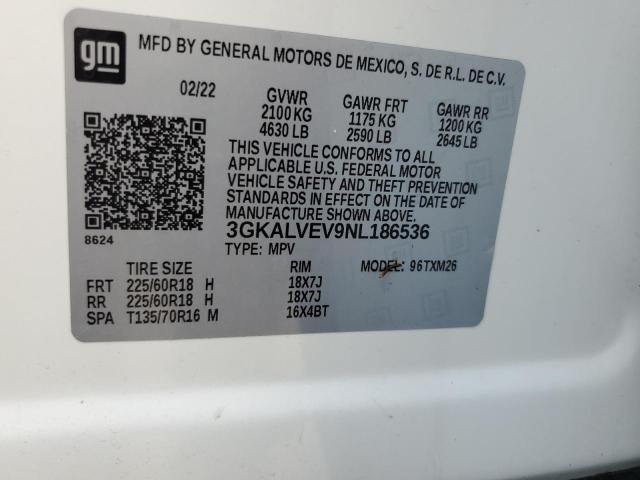 gm
MFD BY GENERAL MOTORS DE MEXICO, S. DE R.L. DE C.V.
02/22 GVWR GAWR FRT GAWR RR
2100 KG 1175 KG 1200 KG
4630 LB 2590 LB 2645 LB
THIS VEHICLE CONFORMS TO ALL
APPLICABLE U.S. FEDERAL MOTOR
VEHICLE SAFETY AND THEFT PREVENTION
STANDARDS IN EFFECT ON THE DATE OF
MANUFACTURE SHOWN ABOVE.
8624 3GKALVEV9NL186536
TYPE: MPV
TIRE SIZE RIM MODEL: 96TXM26
FRT 225/60R18 H 18X7J
RR 225/60R18 H 18X7J
SPA T135/70R16 M 16X4BT